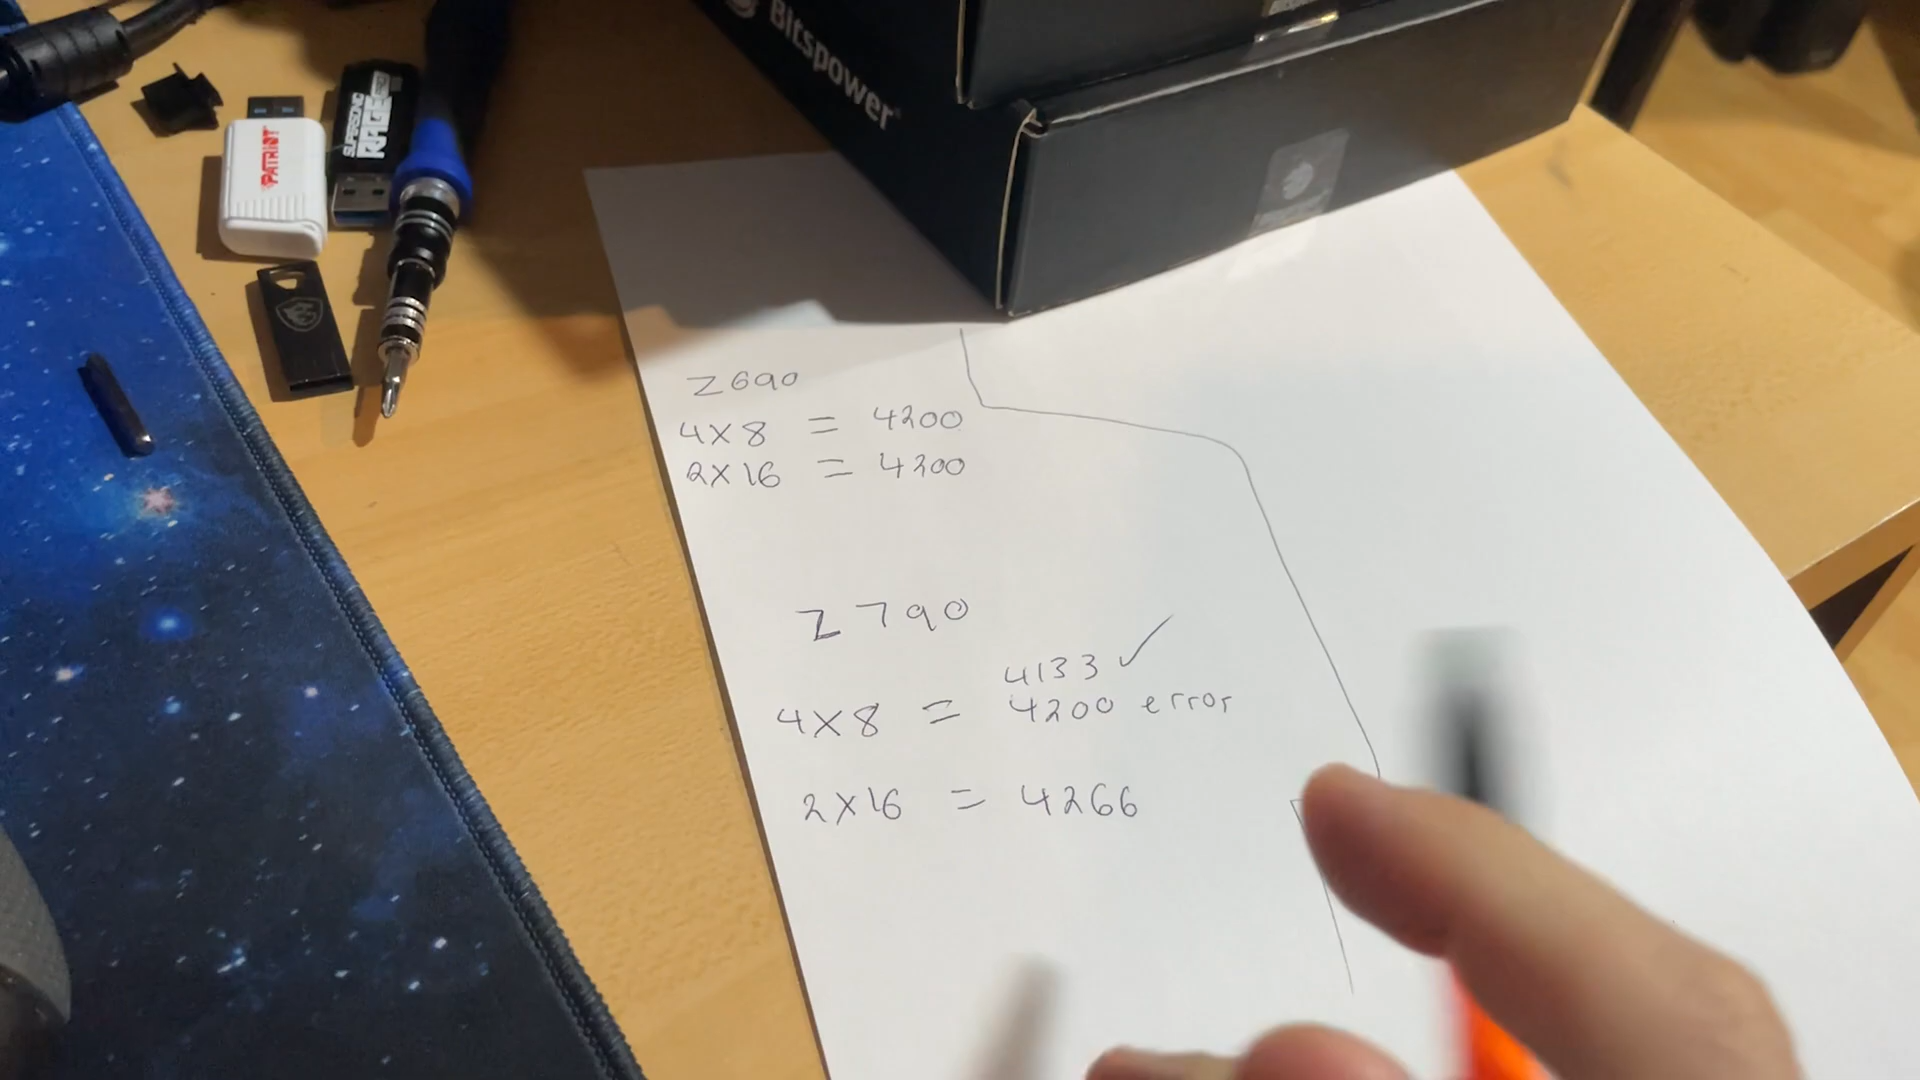 Bitspower
PATRIOT
SUPERSONIC
RAGE
Z690
4X8 = 4200
2X16 = 4200
Z790
4133 ✓
4X8 = 4200 error
2X16 = 4266